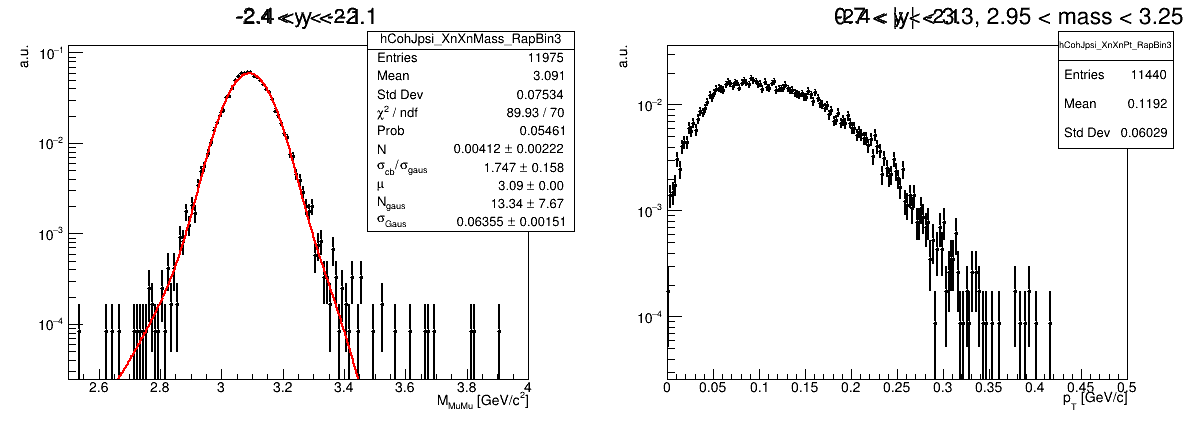 a.u.
10⁻¹
10⁻²
10⁻³
10⁻⁴
hCohJpsi_XnXnMass_RapBin3
Entries 11975
Mean 3.091
Std Dev 0.07534
χ² / ndf 89.93 / 70
Prob 0.05461
N 0.00412 ± 0.00222
σcb/σgaus 1.747 ± 0.158
μ 3.09 ± 0.00
Ngaus 13.34 ± 7.67
σGaus 0.06355 ± 0.00151
2.6 2.8 3 3.2 3.4 3.6 3.8 4
MMuMu [GeV/c²]
2.95 < mass < 3.25
a.u.
10⁻²
10⁻³
10⁻⁴
hCohJpsi_XnXnPt_RapBin3
Entries 11440
Mean 0.1192
Std Dev 0.06029
0 0.05 0.1 0.15 0.2 0.25 0.3 0.35 0.4 0.45 0.5
pT [GeV/c]